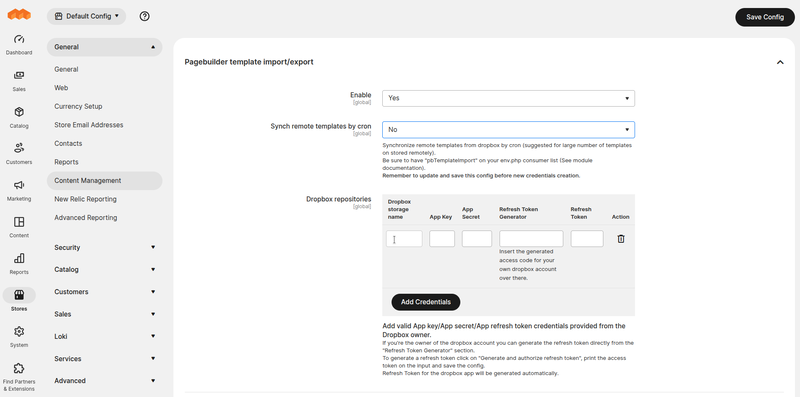 Default Config
?
Save Config
Dashboard
Sales
Catalog
Customers
Marketing
Content
Reports
Stores
System
Find Partners
& Extensions
General
General
Web
Currency Setup
Store Email Addresses
Contacts
Reports
Content Management
New Relic Reporting
Advanced Reporting
Security
Catalog
Customers
Sales
Loki
Services
Advanced
Pagebuilder template import/export
Enable
[global]
Yes
Synch remote templates by cron
[global]
No
Synchronize remote templates from dropbox by cron (suggested for large number of templates
on stored remotely).
Be sure to have "pbTemplateImport" on your env.php consumer list (See module
documentation).
Remember to update and save this config before new credentials creation.
Dropbox repositories
[global]
Dropbox storage name App Key App Secret Refresh Token Generator Refresh Token Action
Insert the generated
access code for your
own dropbox account
over there.
Add Credentials
Add valid App key/App secret/App refresh token credentials provided from the
Dropbox owner.
If you're the owner of the dropbox account you can generate the refresh token directly from the
"Refresh Token Generator" section.
To generate a refresh token click on "Generate and authorize refresh token", print the access
token on the input and save the config.
Refresh Token for the dropbox app will be generated automatically.